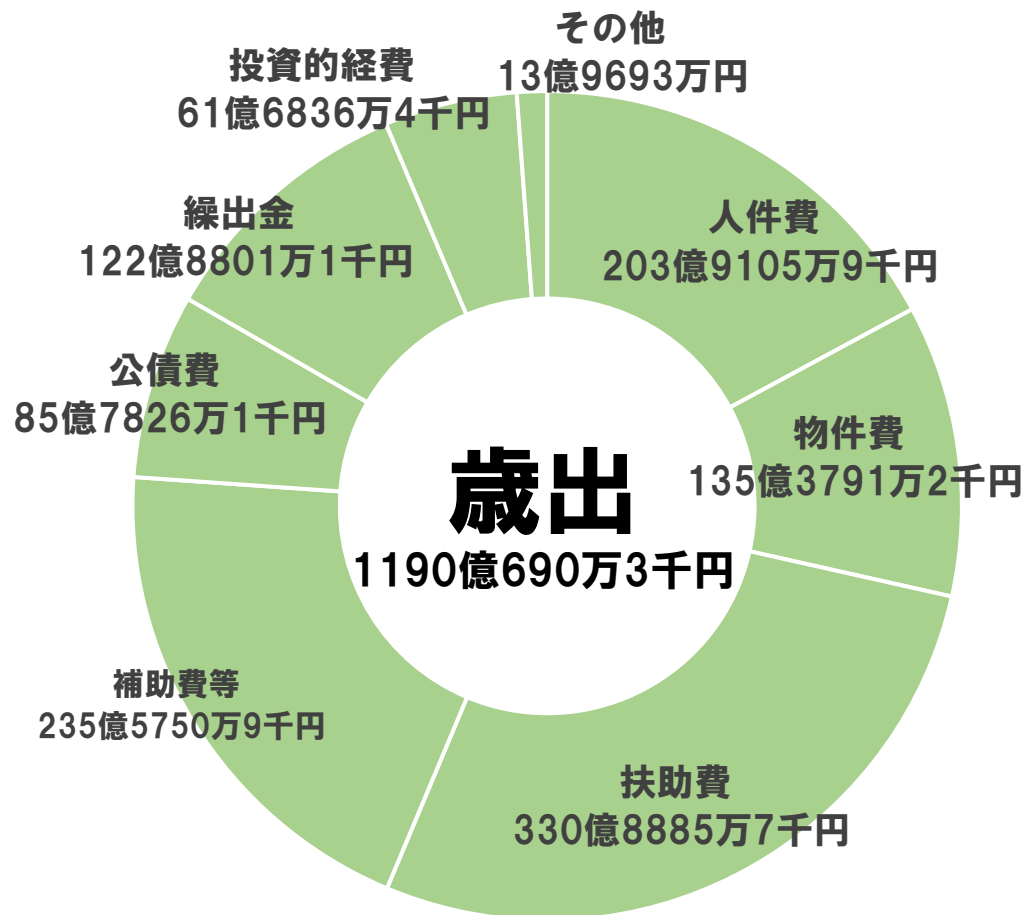 その他
13億9693万円
投資的経費
61億6836万4千円
人件費
203億9105万9千円
繰出金
122億8801万1千円
公債費
85億7826万1千円
物件費
135億3791万2千円
歳出
1190億690万3千円
補助費等
235億5750万9千円
扶助費
330億8885万7千円